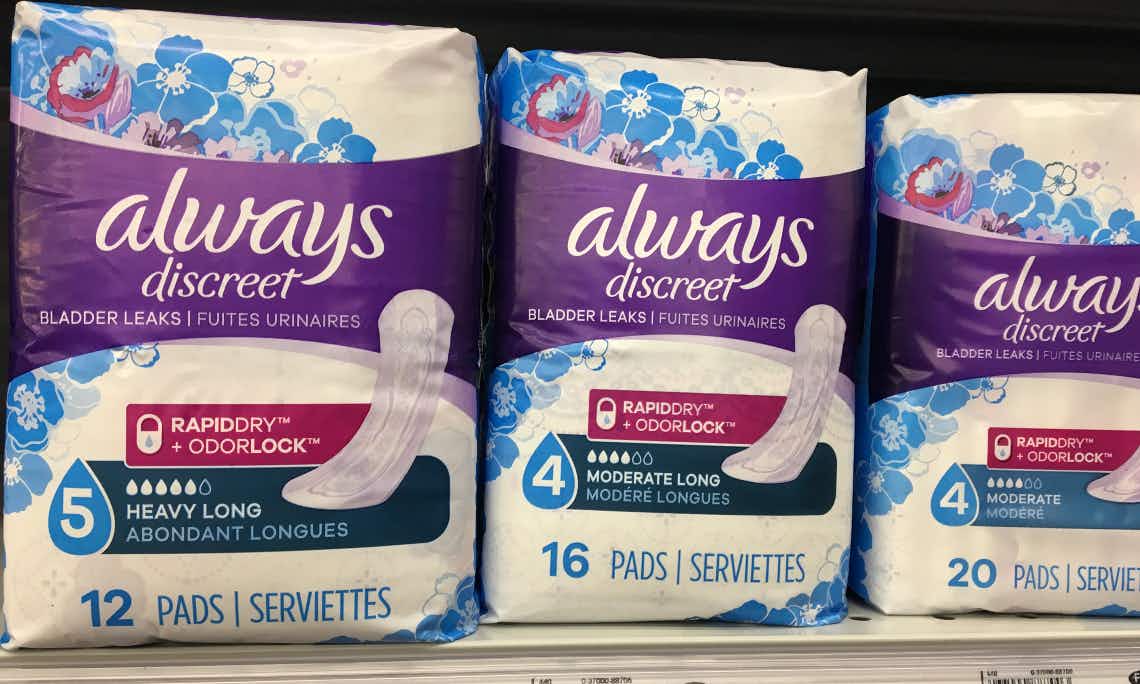 always
discreet
BLADDER LEAKS | FUITES URINAIRES
RAPIDDRY™
+ ODORLOCK™
5
HEAVY LONG
ABONDANT LONGUES
12 PADS | SERVIETTES
always
discreet
BLADDER LEAKS | FUITES URINAIRES
RAPIDDRY™
+ ODORLOCK™
4
MODERATE LONG
MODÉRÉ LONGUES
16 PADS | SERVIETTES
always
discreet
BLADDER LEAKS | FUITES URINAIRE
RAPIDDRY™
+ ODORLOCK™
4
MODERATE
MODÉRÉ
20 PADS | SERVIET